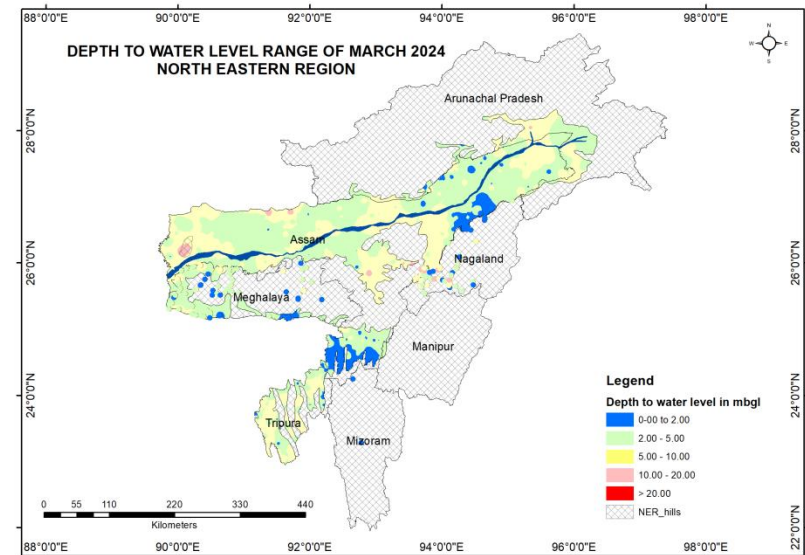 88°0'0"E 90°0'0"E 92°0'0"E 94°0'0"E 96°0'0"E 98°0'0"E
DEPTH TO WATER LEVEL RANGE OF MARCH 2024
NORTH EASTERN REGION
N
W E
S
Arunachal Pradesh
28°0'0"N 28°0'0"N
Assam
26°0'0"N 26°0'0"N
Nagaland
Meghalaya
Manipur
24°0'0"N 24°0'0"N
Tripura
Mizoram
22°0'0"N
Legend
Depth to water level in mbgl
0-00 to 2.00
2.00 - 5.00
5.00 - 10.00
10.00 - 20.00
> 20.00
NER_hills
0 55 110 220 330 440
Kilometers
88°0'0"E 90°0'0"E 92°0'0"E 94°0'0"E 96°0'0"E 98°0'0"E